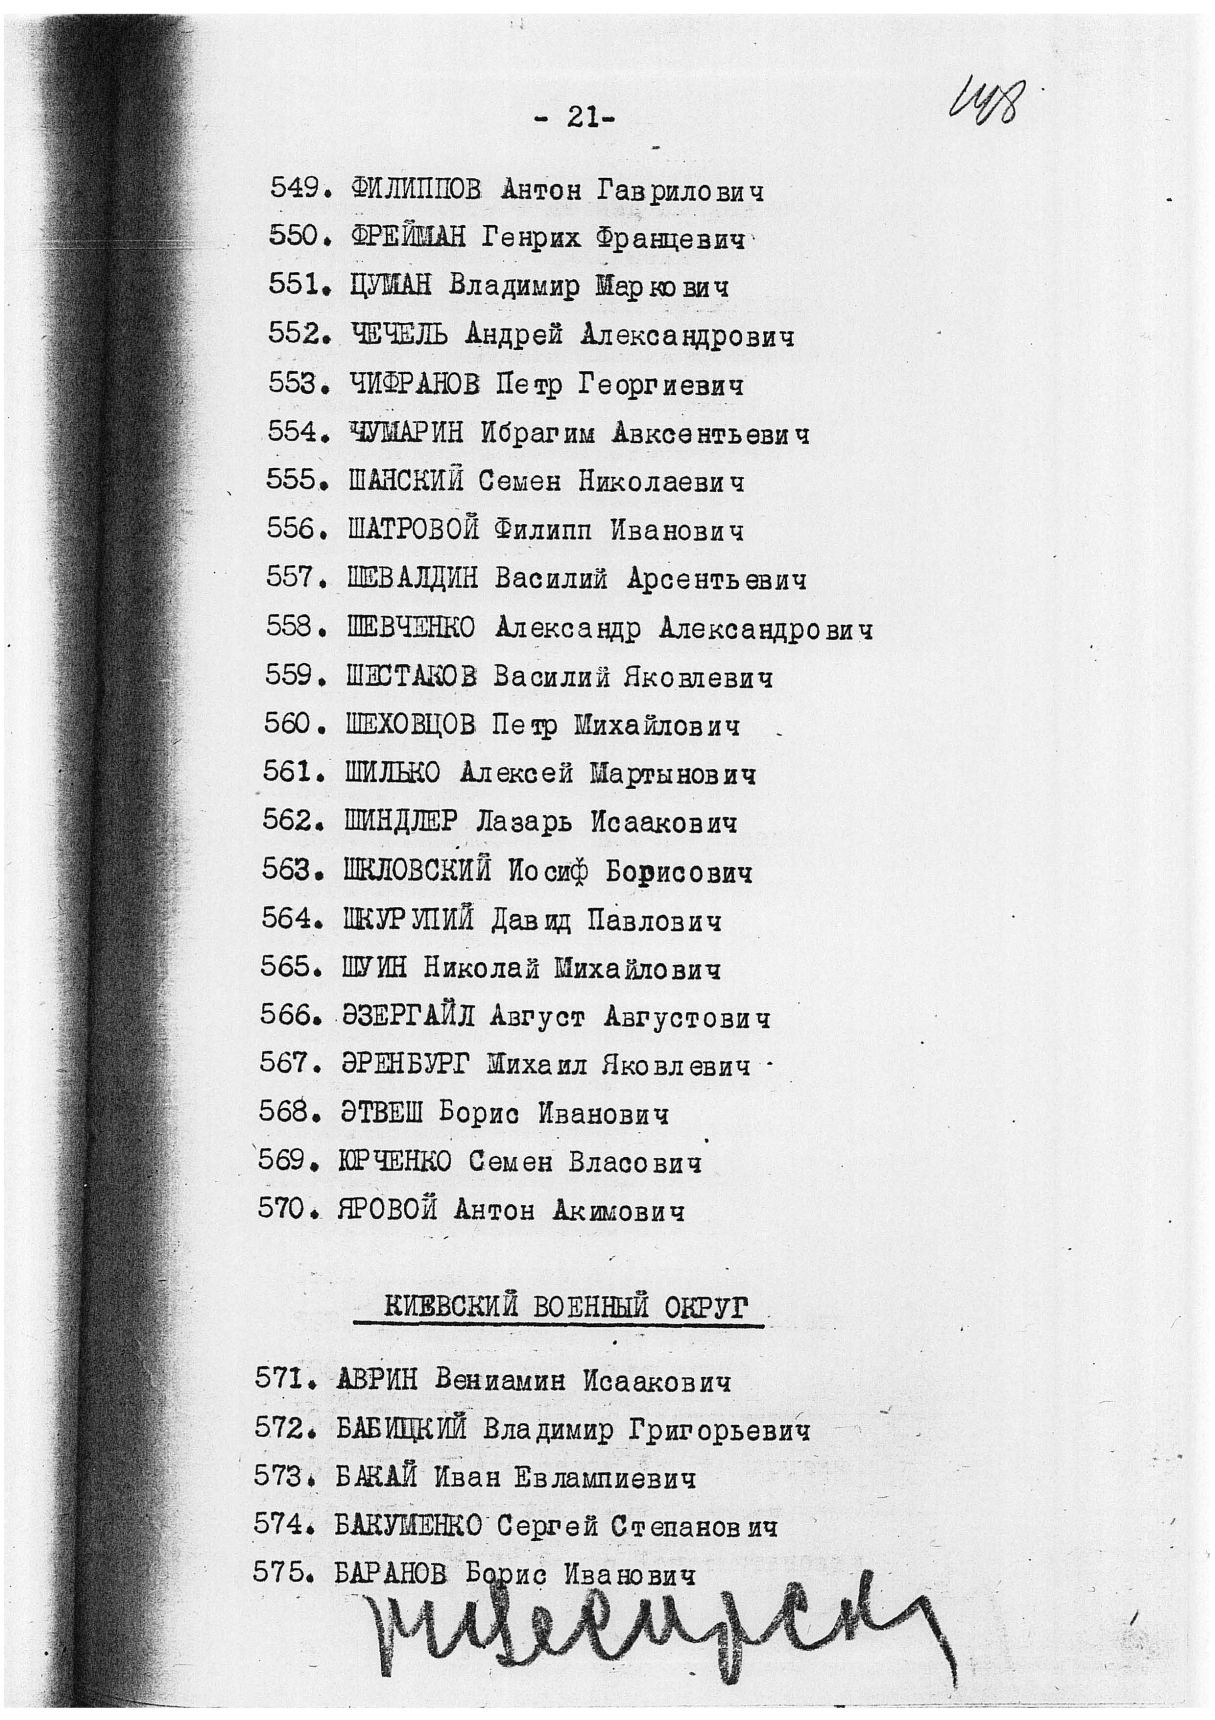 - 21-
148
549. ФИЛИППОВ Антон Гаврилович
550. ФРЕЙМАН Генрих Францевич
551. ЦУМАН Владимир Маркович
552. ЧЕЧЕЛЬ Андрей Александрович
553. ЧИФРАНОВ Петр Георгиевич
554. ЧУМАРИН Ибрагим Авксентьевич
555. ШАНСКИЙ Семен Николаевич
556. ШАТРОВОЙ Филипп Иванович
557. ШЕВАЛДИН Василий Арсентьевич
558. ШЕВЧЕНКО Александр Александрович
559. ШЕСТАКОВ Василий Яковлевич
560. ШЕХОВЦОВ Петр Михайлович
561. ШИЛЬКО Алексей Мартынович
562. ШИНДЛЕР Лазарь Исаакович
563. ШКЛОВСКИЙ Иосиф Борисович
564. ШКУРУПИЙ Давид Павлович
565. ШУИН Николай Михайлович
566. ЭЗЕРГАЙЛ Август Августович
567. ЭРЕНБУРГ Михаил Яковлевич
568. ЭТВЕШ Борис Иванович
569. ЮРЧЕНКО Семен Власович
570. ЯРОВОЙ Антон Акимович
КИЕВСКИЙ ВОЕННЫЙ ОКРУГ
571. АВРИН Вениамин Исаакович
572. БАБИЦКИЙ Владимир Григорьевич
573. БАКАЙ Иван Евлампиевич
574. БАКУМЕНКО Сергей Степанович
575. БАРАНОВ Борис Иванович